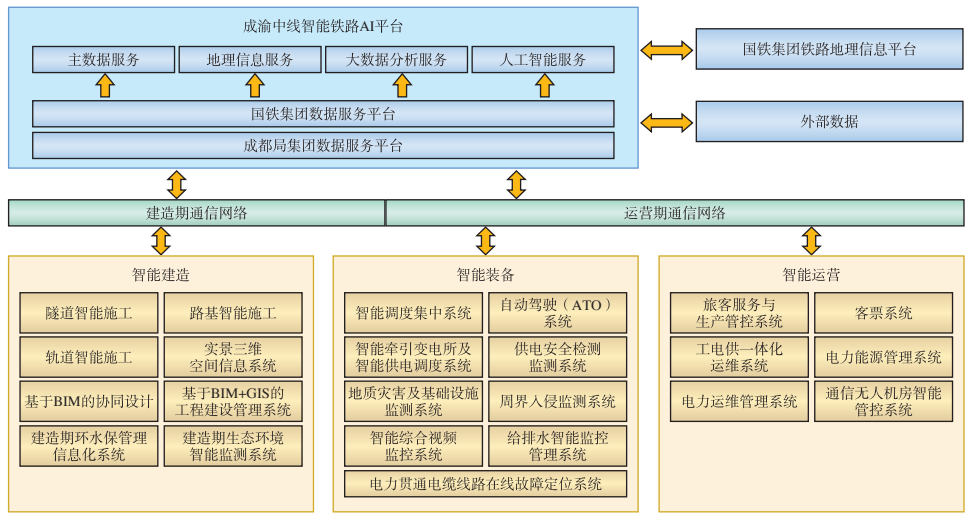 成渝中线智能铁路AI平台
主数据服务
地理信息服务
大数据分析服务
人工智能服务
国铁集团数据服务平台
成都局集团数据服务平台
国铁集团铁路地理信息平台
外部数据
建造期通信网络
运营期通信网络
智能建造
隧道智能施工
路基智能施工
轨道智能施工
实景三维
空间信息系统
基于BIM的协同设计
基于BIM+GIS的
工程建设管理系统
建造期环水保管理
信息化系统
建造期生态环境
智能监测系统
智能装备
智能调度集中系统
自动驾驶（ATO）
系统
智能牵引变电所及
智能供电调度系统
供电安全检测
监测系统
地质灾害及基础设施
监测系统
周界入侵监测系统
智能综合视频
监控系统
给排水智能监控
管理系统
电力贯通电缆线路在线故障定位系统
智能运营
旅客服务与
生产管控系统
客票系统
工电供一体化
运维系统
电力能源管理系统
电力运维管理系统
通信无人机房智能
管控系统